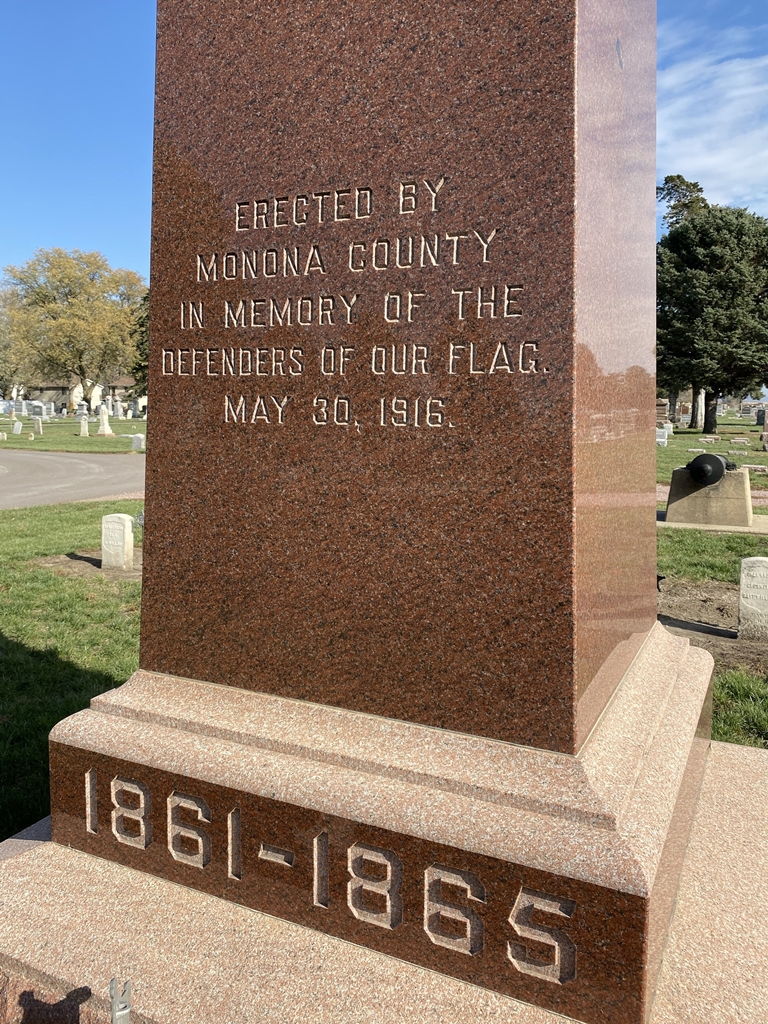 ERECTED BY
MONONA COUNTY
IN MEMORY OF THE
DEFENDERS OF OUR FLAG.
MAY 30, 1916.
1861-1865